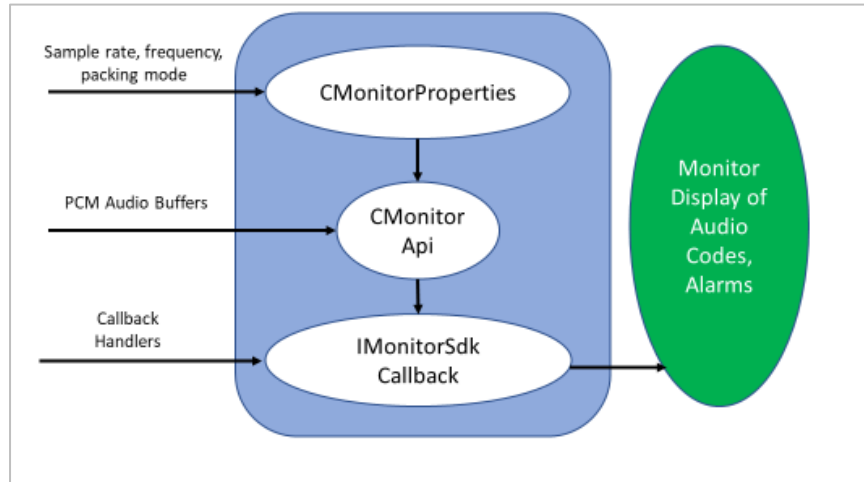 Sample rate, frequency,
packing mode
CMonitorProperties
PCM Audio Buffers
CMonitor
Api
Callback
Handlers
IMonitorSdk
Callback
Monitor
Display of
Audio
Codes,
Alarms